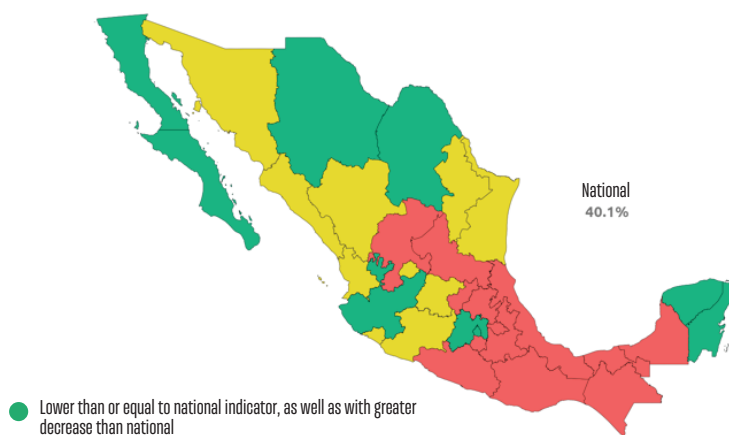 National
40.1%
Lower than or equal to national indicator, as well as with greater
decrease than national